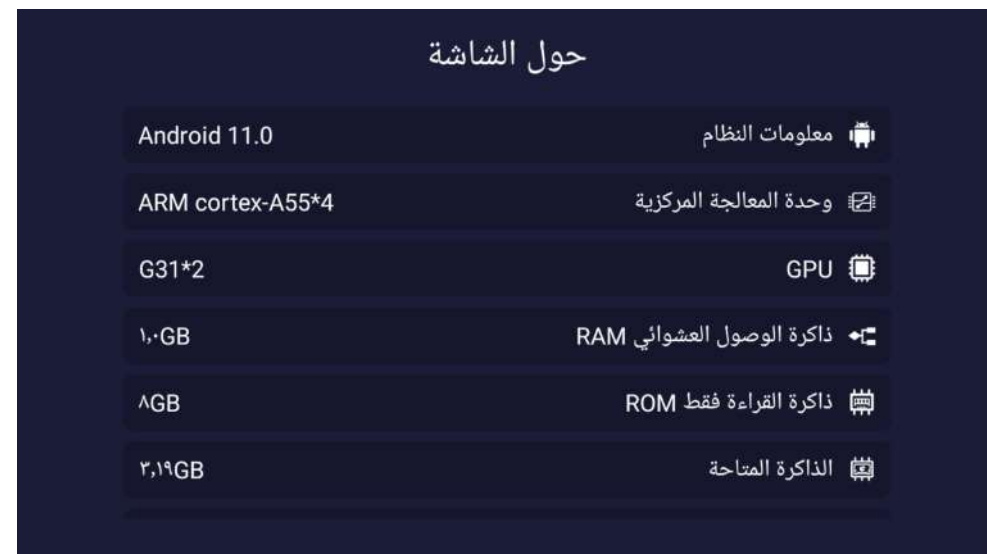 حول الشاشة
معلومات النظام Android 11.0
وحدة المعالجة المركزية ARM cortex-A55*4
GPU G31*2
ذاكرة الوصول العشوائي RAM ١,٠GB
ذاكرة القراءة فقط ROM ٨GB
الذاكرة المتاحة ٣,١٩GB